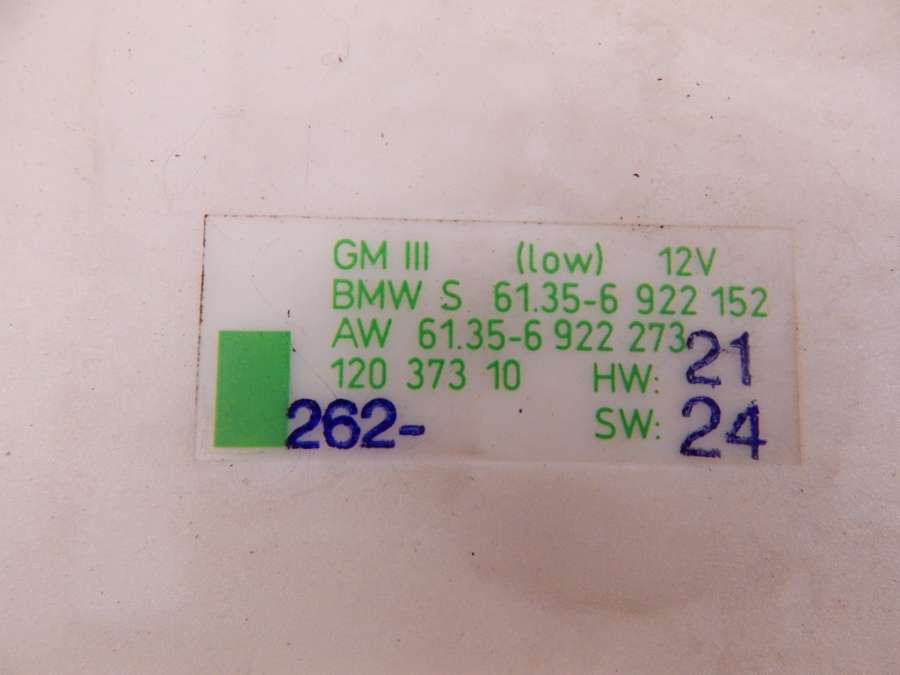 GM III (low) 12V
BMW S 61.35-6 922 152
AW 61.35-6 922 273
120 373 10 HW: 21
262- SW: 24